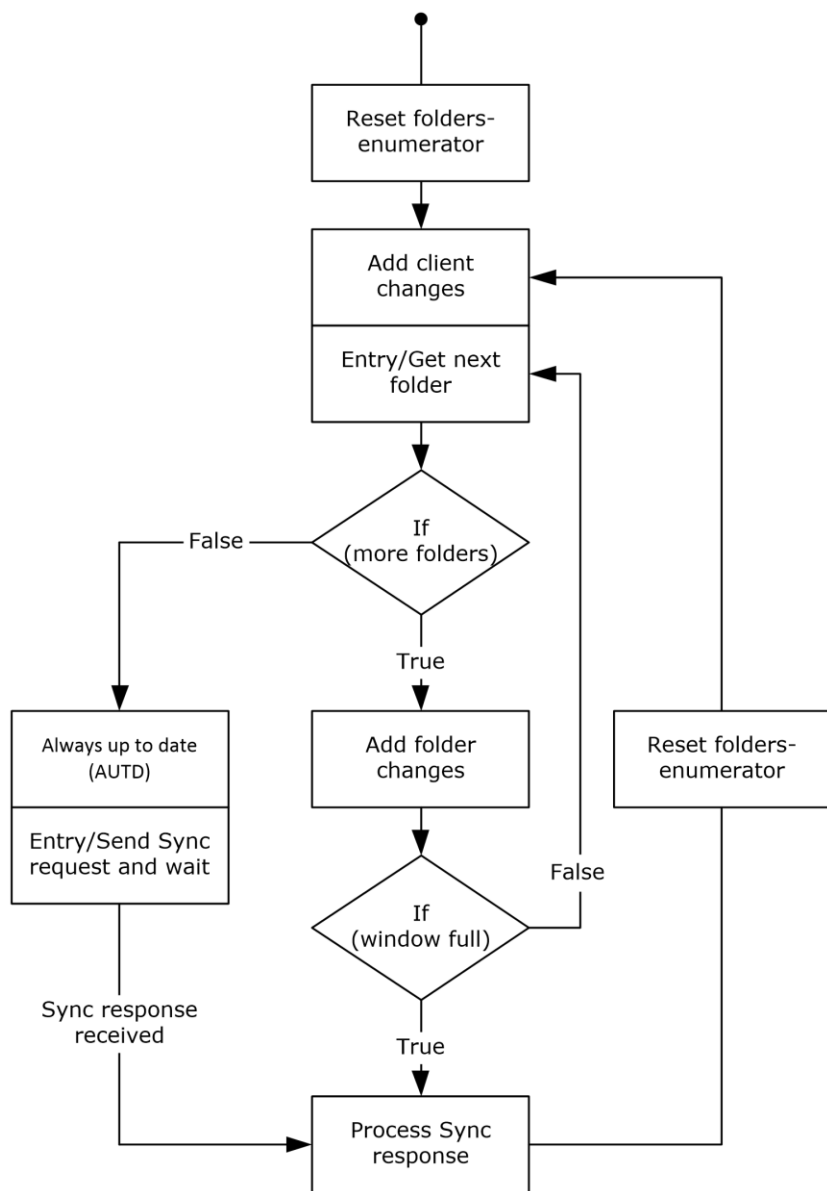 Reset folders-
enumerator
Add client
changes
Entry/Get next
folder
If
(more folders)
False
True
Always up to date
(AUTD)
Entry/Send Sync
request and wait
Add folder
changes
Reset folders-
enumerator
If
(window full)
False
Sync response
received
True
Process Sync
response